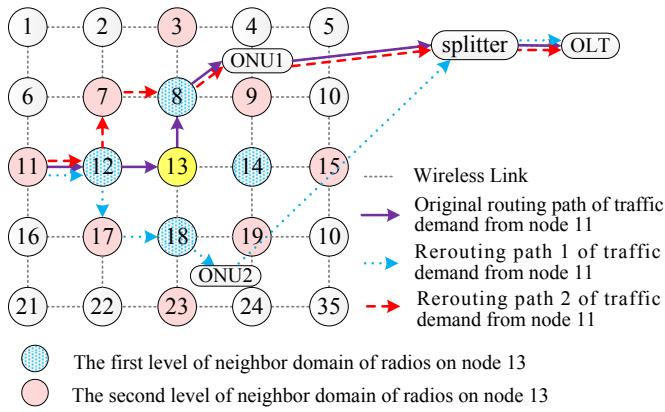 1 2 3 4 5
ONU1 splitter OLT
6 7 8 9 10
11 12 13 14 15
Wireless Link
Original routing path of traffic
demand from node 11
16 17 18 19 10
Rerouting path 1 of traffic
demand from node 11
ONU2
21 22 23 24 35
Rerouting path 2 of traffic
demand from node 11
The first level of neighbor domain of radios on node 13
The second level of neighbor domain of radios on node 13